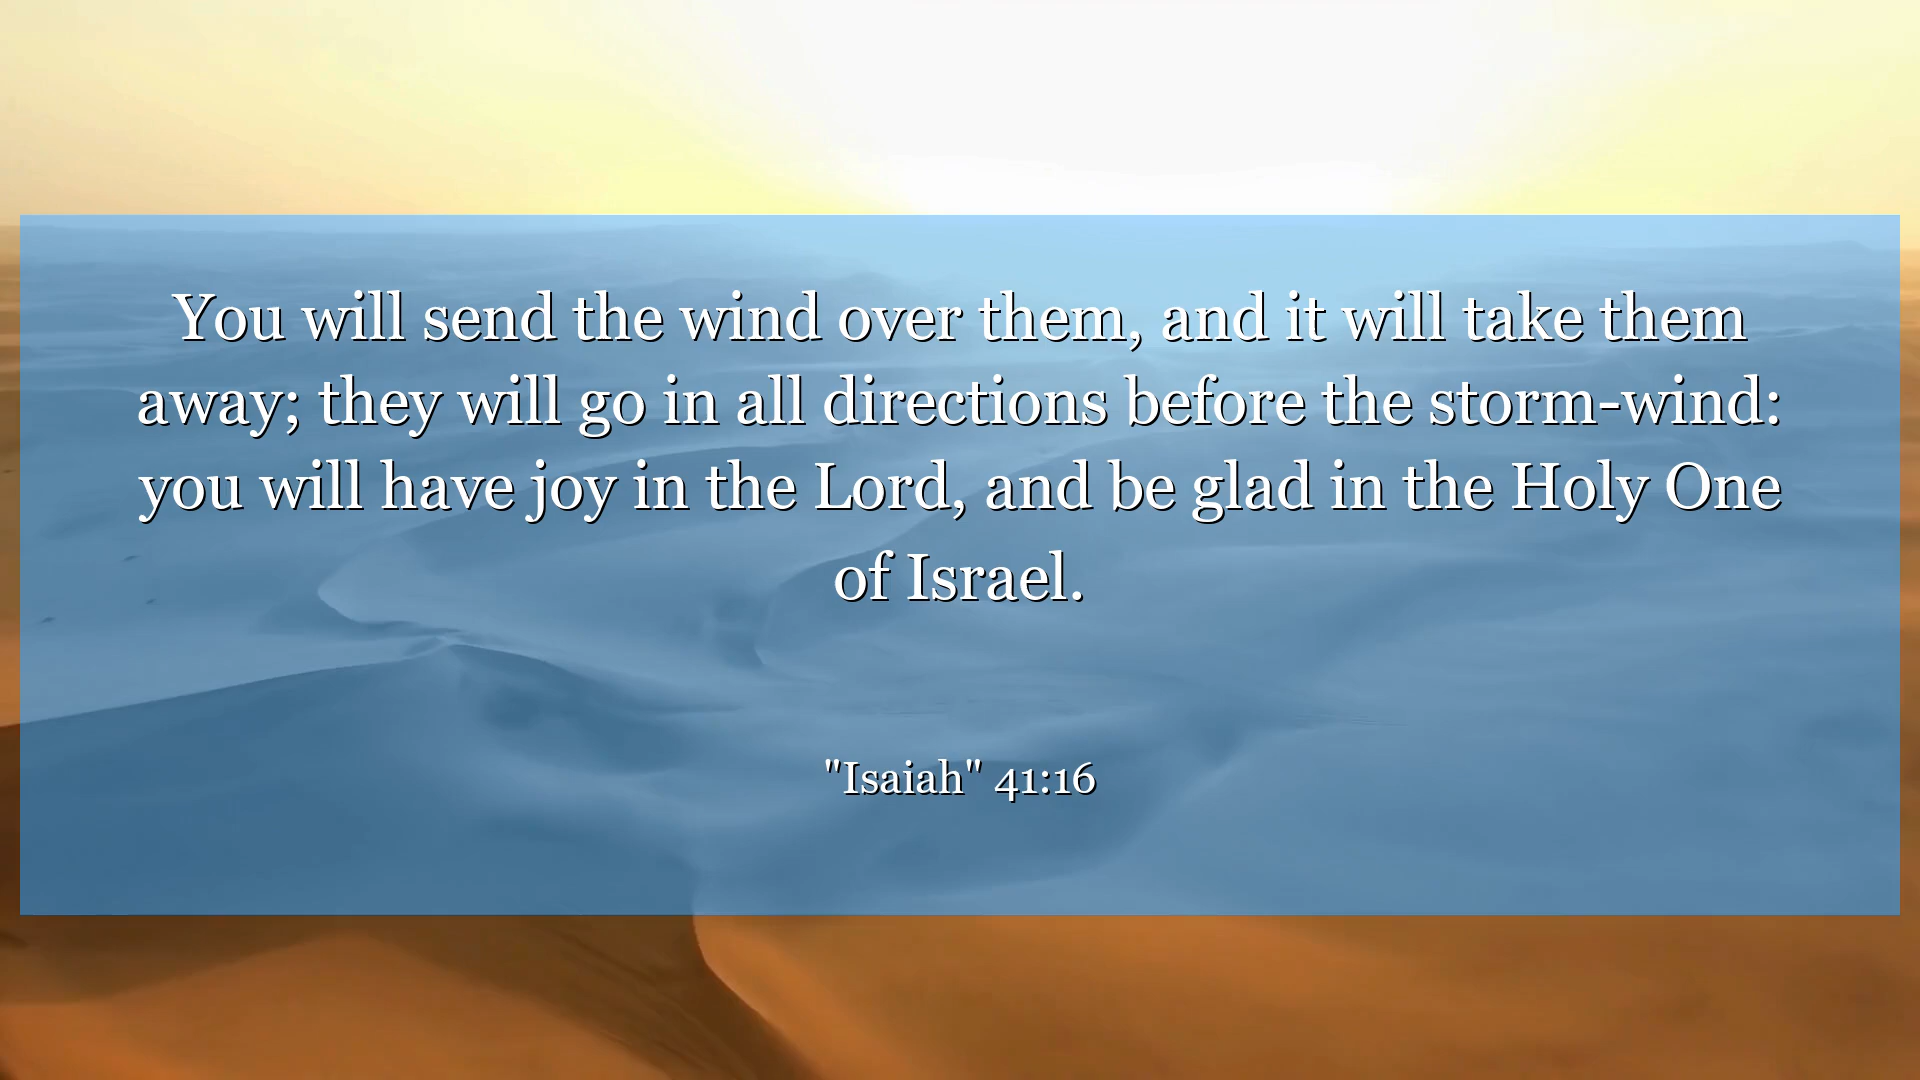 You will send the wind over them, and it will take them
away; they will go in all directions before the storm-wind:
you will have joy in the Lord, and be glad in the Holy One
of Israel.
"Isaiah" 41:16